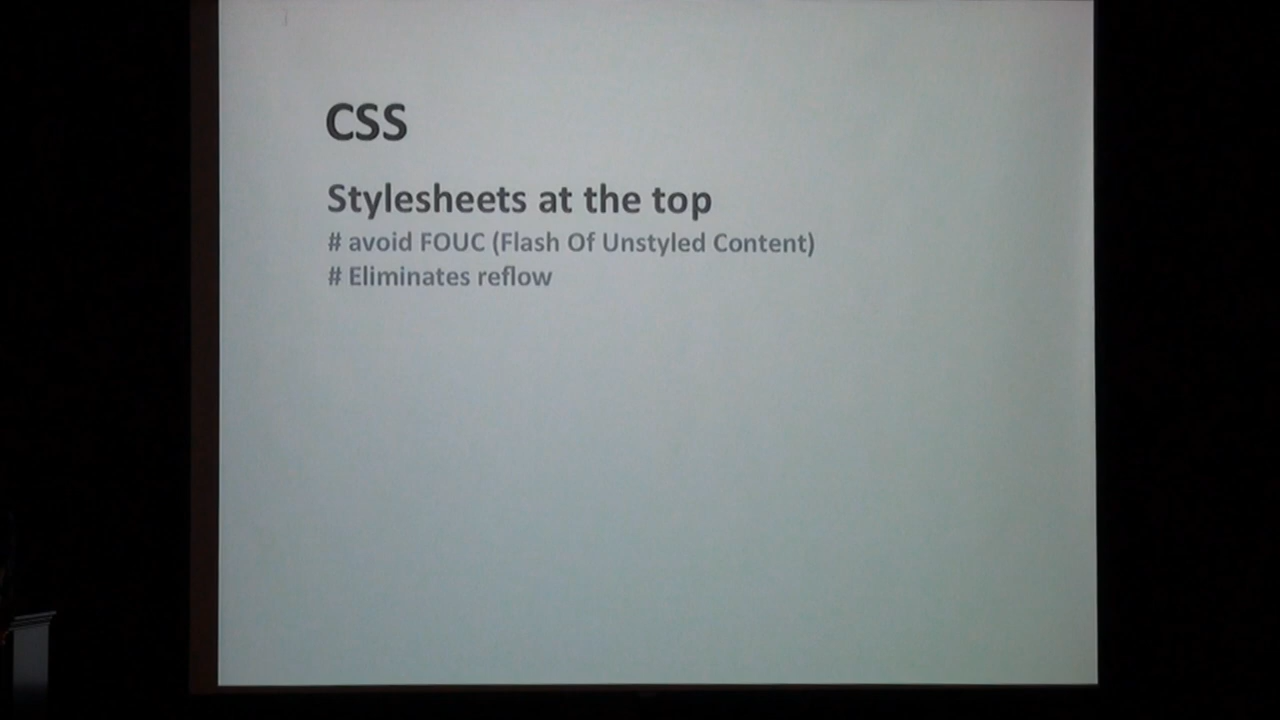 CSS
Stylesheets at the top
# avoid FOUC (Flash Of Unstyled Content)
# Eliminates reflow